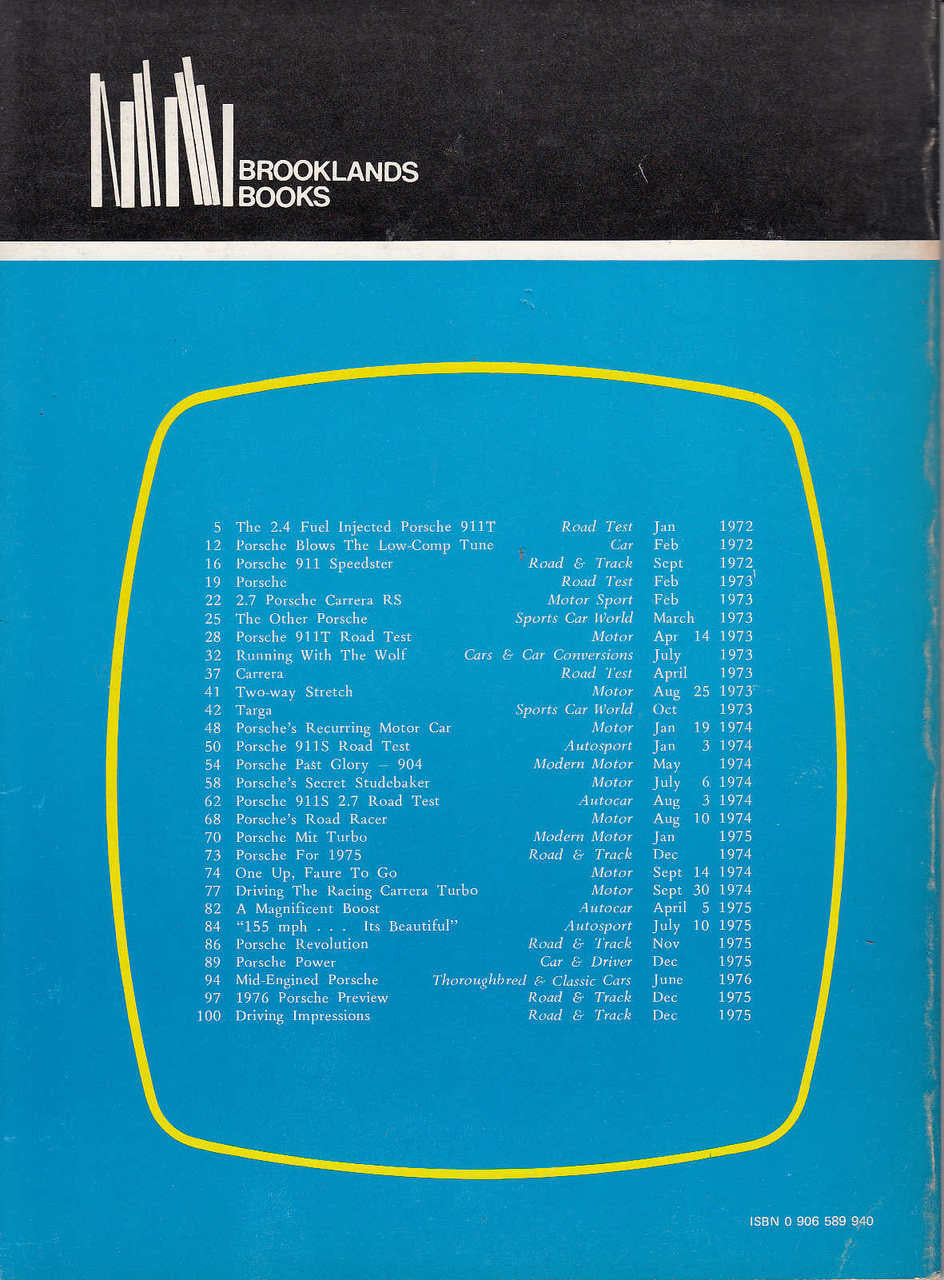 BROOKLANDS
BOOKS
5 The 2.4 Fuel Injected Porsche 911T Road Test Jan 1972
12 Porsche Blows The Low-Comp Tune Car Feb 1972
16 Porsche 911 Speedster Road & Track Sept 1972
19 Porsche Road Test Feb 1973
22 2.7 Porsche Carrera RS Motor Sport Feb 1973
25 The Other Porsche Sports Car World March 1973
28 Porsche 911T Road Test Motor Apr 14 1973
32 Running With The Wolf Cars & Car Conversions July 1973
37 Carrera Road Test April 1973
41 Two-way Stretch Motor Aug 25 1973
42 Targa Sports Car World Oct 1973
48 Porsche's Recurring Motor Car Motor Jan 19 1974
50 Porsche 911S Road Test Autosport Jan 3 1974
54 Porsche Past Glory – 904 Modern Motor May 1974
58 Porsche's Secret Studebaker Motor July 6 1974
62 Porsche 911S 2.7 Road Test Autocar Aug 3 1974
68 Porsche's Road Racer Motor Aug 10 1974
70 Porsche Mit Turbo Modern Motor Jan 1975
73 Porsche For 1975 Road & Track Dec 1974
74 One Up, Faure To Go Motor Sept 14 1974
77 Driving The Racing Carrera Turbo Motor Sept 30 1974
82 A Magnificent Boost Autocar April 5 1975
84 "155 mph . . . Its Beautiful" Autosport July 10 1975
86 Porsche Revolution Road & Track Nov 1975
89 Porsche Power Car & Driver Dec 1975
94 Mid-Engined Porsche Thoroughbred & Classic Cars June 1976
97 1976 Porsche Preview Road & Track Dec 1975
100 Driving Impressions Road & Track Dec 1975
ISBN 0 906 589 940